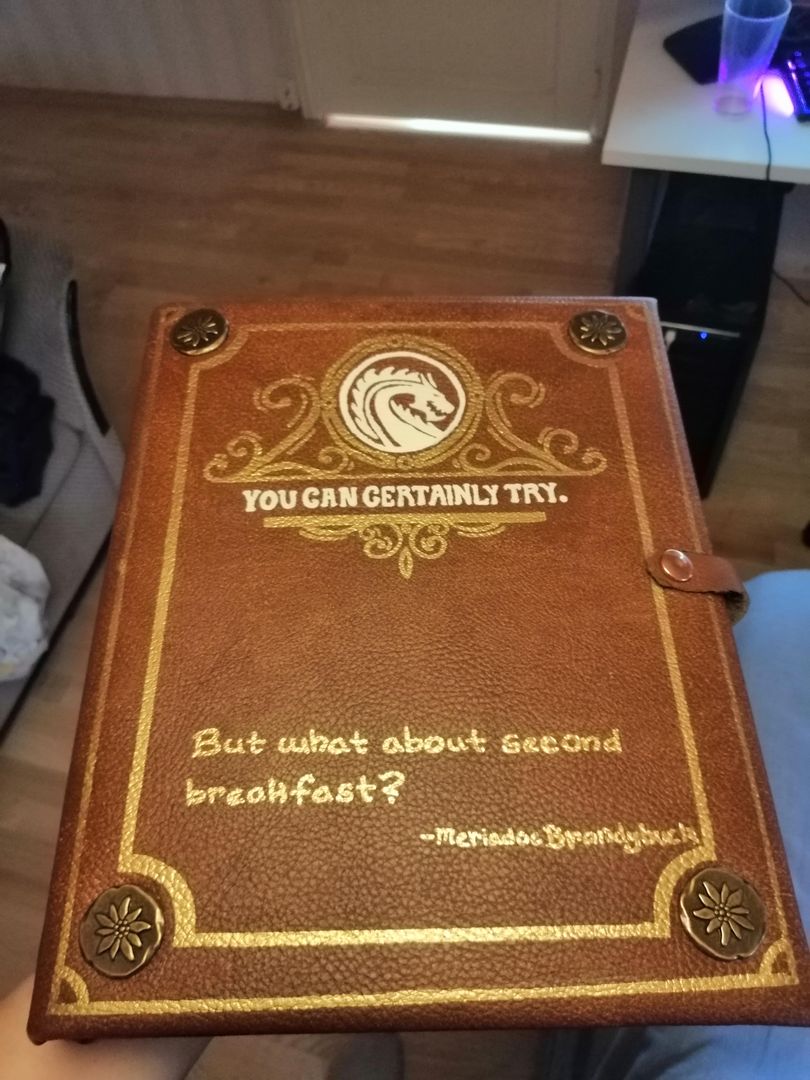 YOU CAN CERTAINLY TRY.
But what about second
breakfast?
-Meriadoc Brandybuck